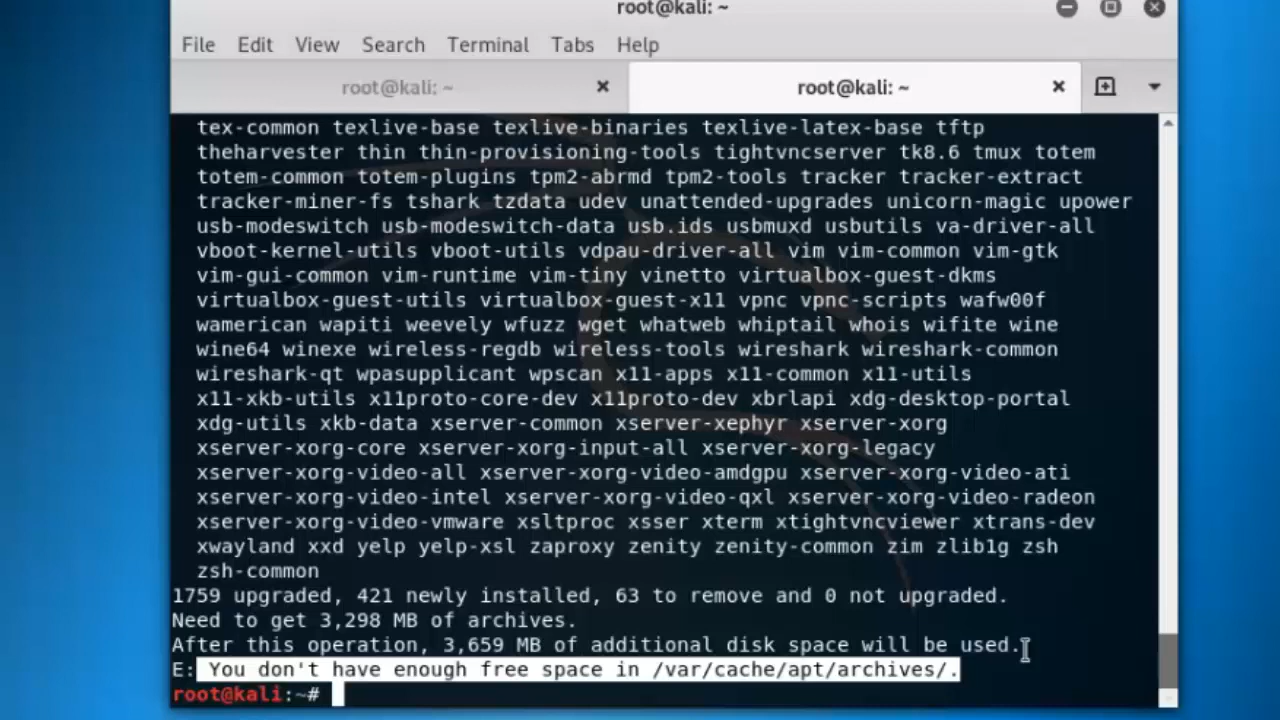 root@kali: ~
File Edit View Search Terminal Tabs Help
root@kali: ~ root@kali: ~
tex-common texlive-base texlive-binaries texlive-latex-base tftp
theharvester thin thin-provisioning-tools tightvncserver tk8.6 tmux totem
totem-common totem-plugins tpm2-abrmd tpm2-tools tracker tracker-extract
tracker-miner-fs tshark tzdata udev unattended-upgrades unicorn-magic upower
usb-modeswitch usb-modeswitch-data usb.ids usbmuxd usbutils va-driver-all
vboot-kernel-utils vboot-utils vdpau-driver-all vim vim-common vim-gtk
vim-gui-common vim-runtime vim-tiny vinetto virtualbox-guest-dkms
virtualbox-guest-utils virtualbox-guest-x11 vpnc vpnc-scripts wafw00f
wamerican wapiti weevely wfuzz wget whatweb whiptail whois wifite wine
wine64 winexe wireless-regdb wireless-tools wireshark wireshark-common
wireshark-qt wpasupplicant wpscan x11-apps x11-common x11-utils
x11-xkb-utils x11proto-core-dev x11proto-dev xbrlapi xdg-desktop-portal
xdg-utils xkb-data xserver-common xserver-xephyr xserver-xorg
xserver-xorg-core xserver-xorg-input-all xserver-xorg-legacy
xserver-xorg-video-all xserver-xorg-video-amdgpu xserver-xorg-video-ati
xserver-xorg-video-intel xserver-xorg-video-qxl xserver-xorg-video-radeon
xserver-xorg-video-vmware xsltproc xsser xterm xtightvncviewer xtrans-dev
xwayland xxd yelp yelp-xsl zaproxy zenity zenity-common zim zlib1g zsh
zsh-common
1759 upgraded, 421 newly installed, 63 to remove and 0 not upgraded.
Need to get 3,298 MB of archives.
After this operation, 3,659 MB of additional disk space will be used.
E: You don't have enough free space in /var/cache/apt/archives/.
root@kali:~#